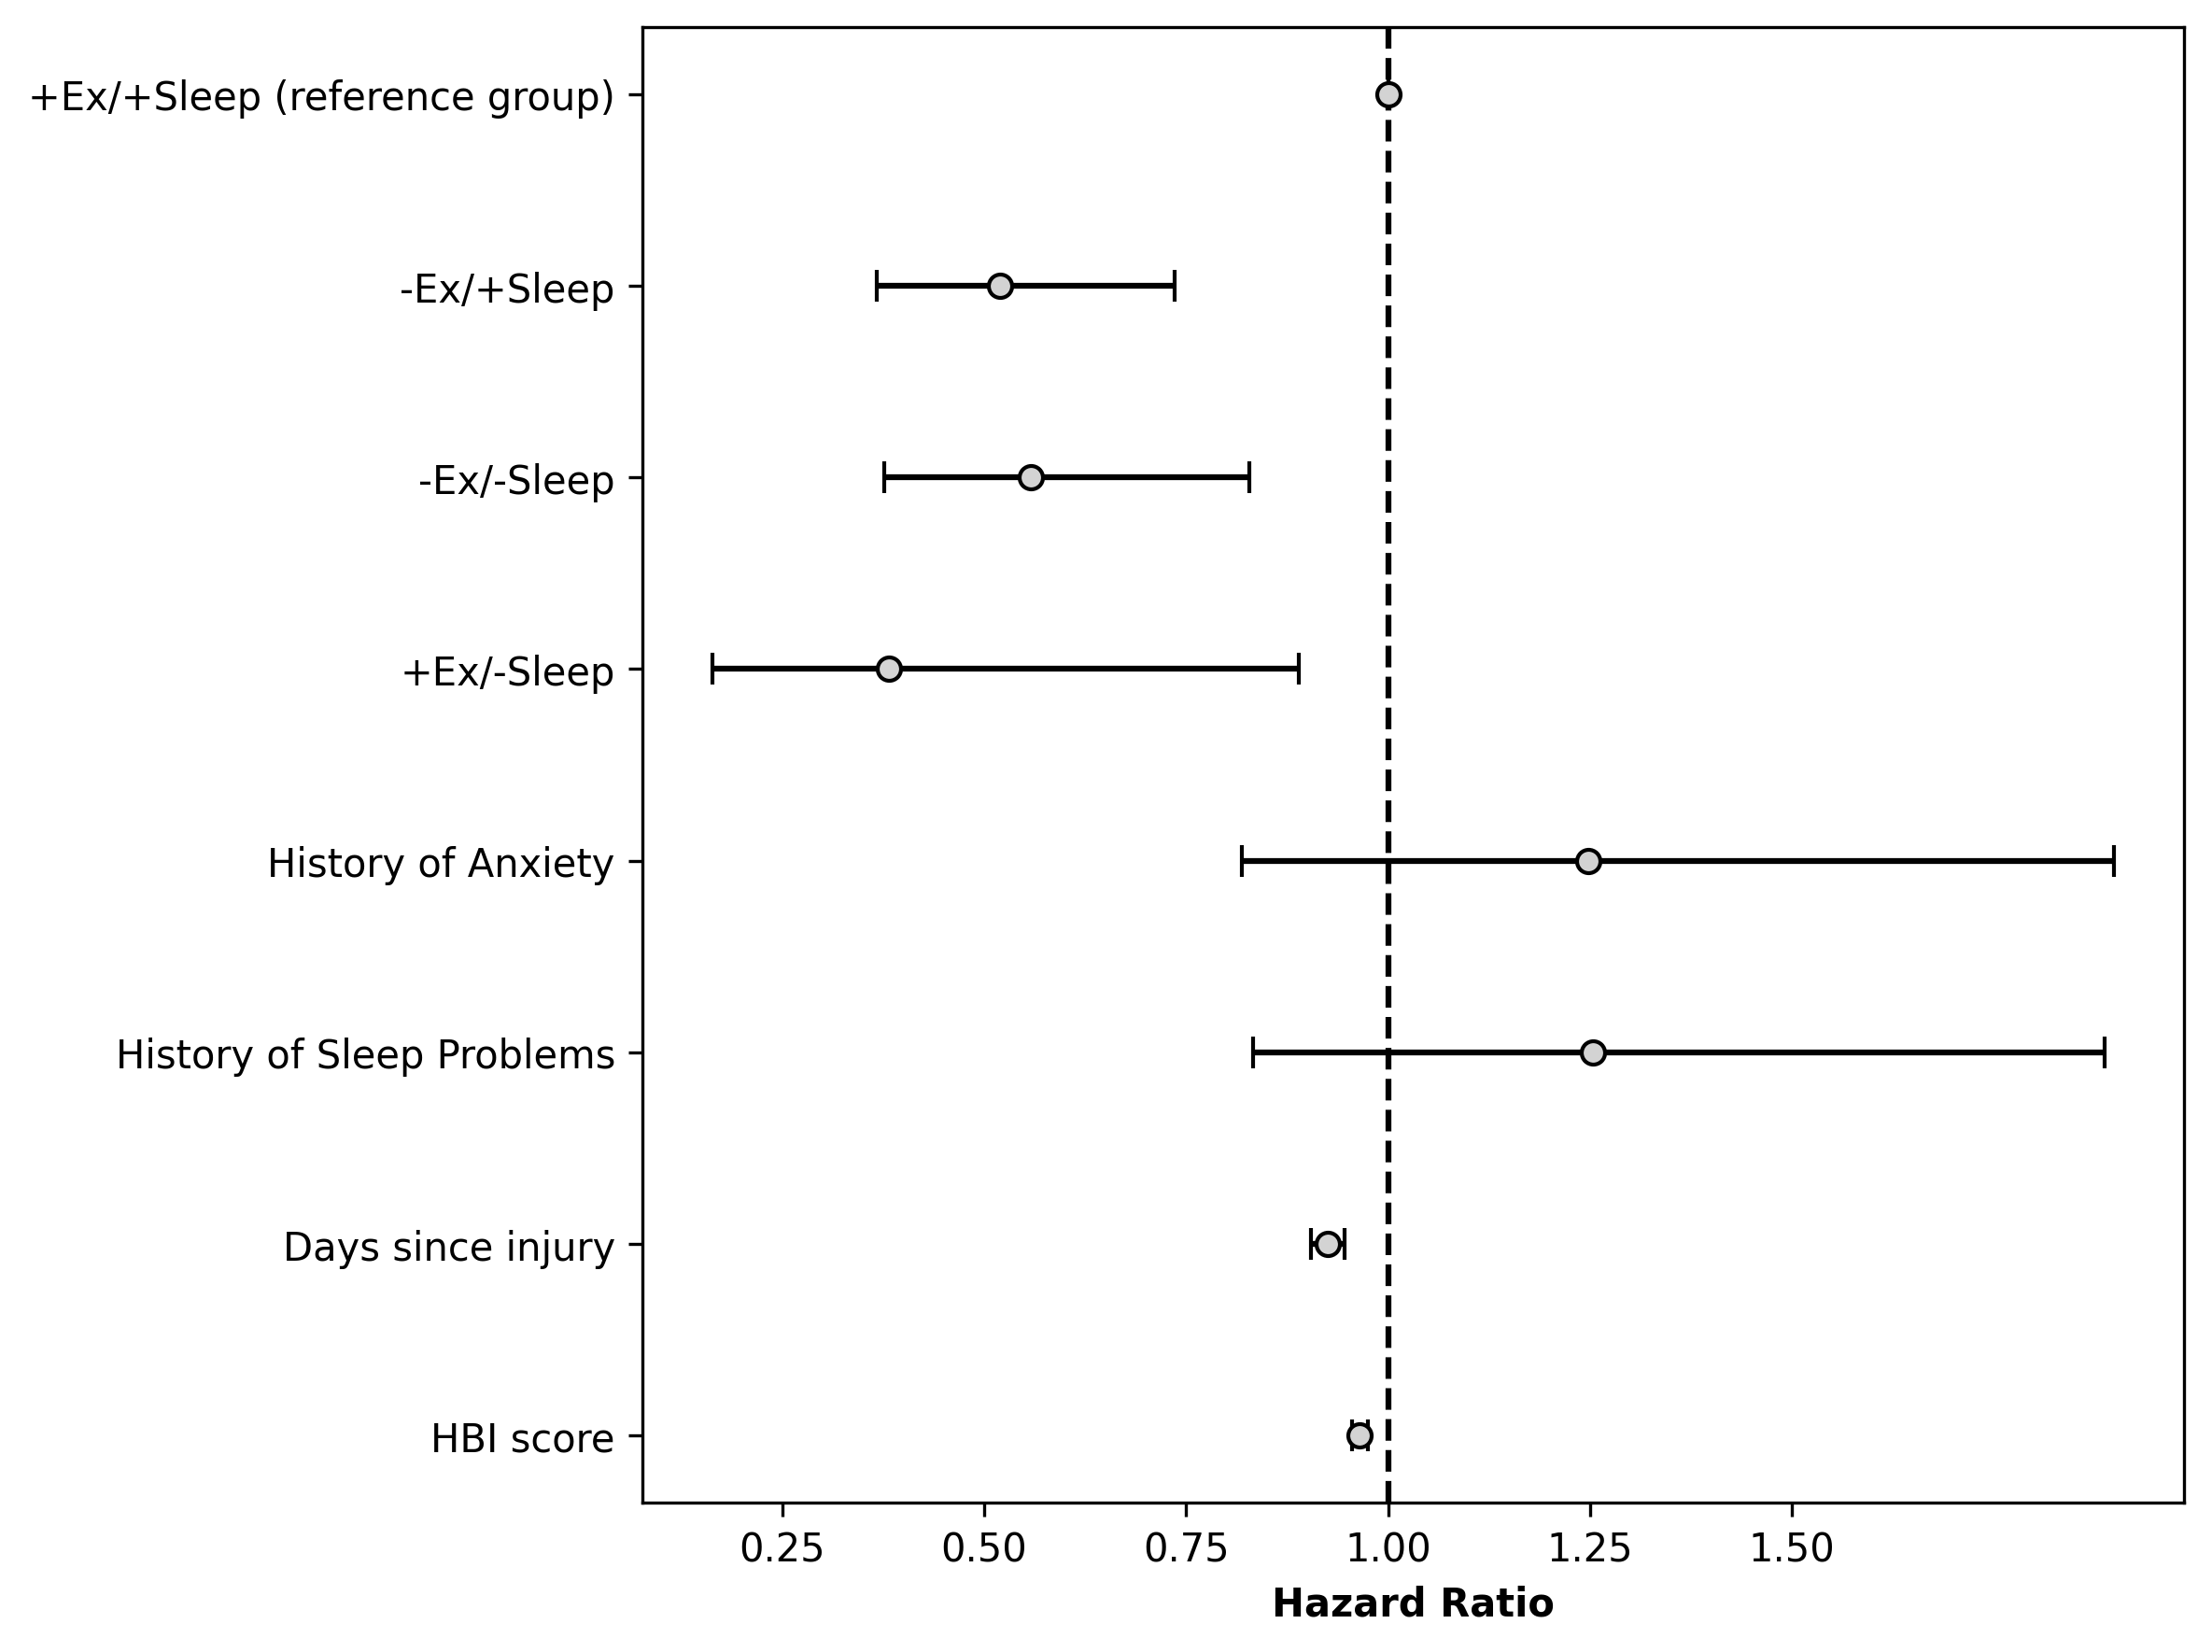 +Ex/+Sleep (reference group)
-Ex/+Sleep
-Ex/-Sleep
+Ex/-Sleep
History of Anxiety
History of Sleep Problems
Days since injury
HBI score
0.25 0.50 0.75 1.00 1.25 1.50
Hazard Ratio